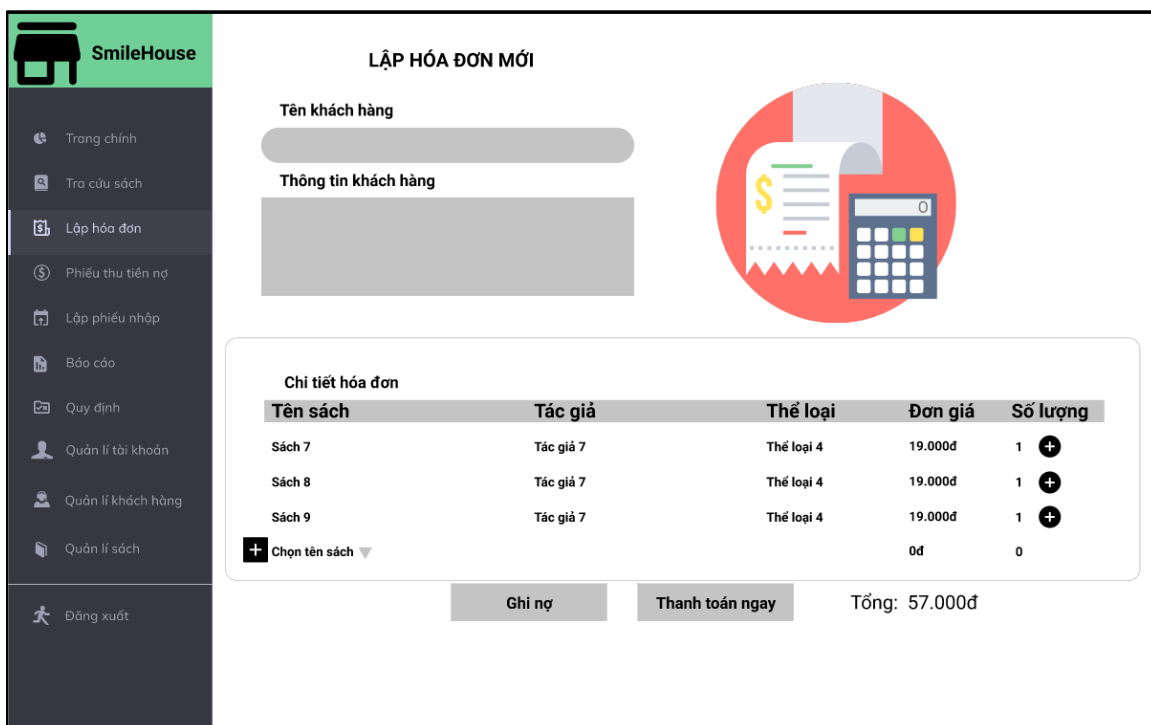 SmileHouse
Trang chính
Tra cứu sách
Lập hóa đơn
Phiếu thu tiền nợ
Lập phiếu nhập
Báo cáo
Quy định
Quản lí tài khoản
Quản lí khách hàng
Quản lí sách
Đăng xuất
LẬP HÓA ĐƠN MỚI
Tên khách hàng
Thông tin khách hàng
$
0
Chi tiết hóa đơn
Tên sách Tác giả Thể loại Đơn giá Số lượng
Sách 7 Tác giả 7 Thể loại 4 19.000đ 1
Sách 8 Tác giả 7 Thể loại 4 19.000đ 1
Sách 9 Tác giả 7 Thể loại 4 19.000đ 1
Chọn tên sách 0đ 0
Ghi nợ Thanh toán ngay Tổng: 57.000đ